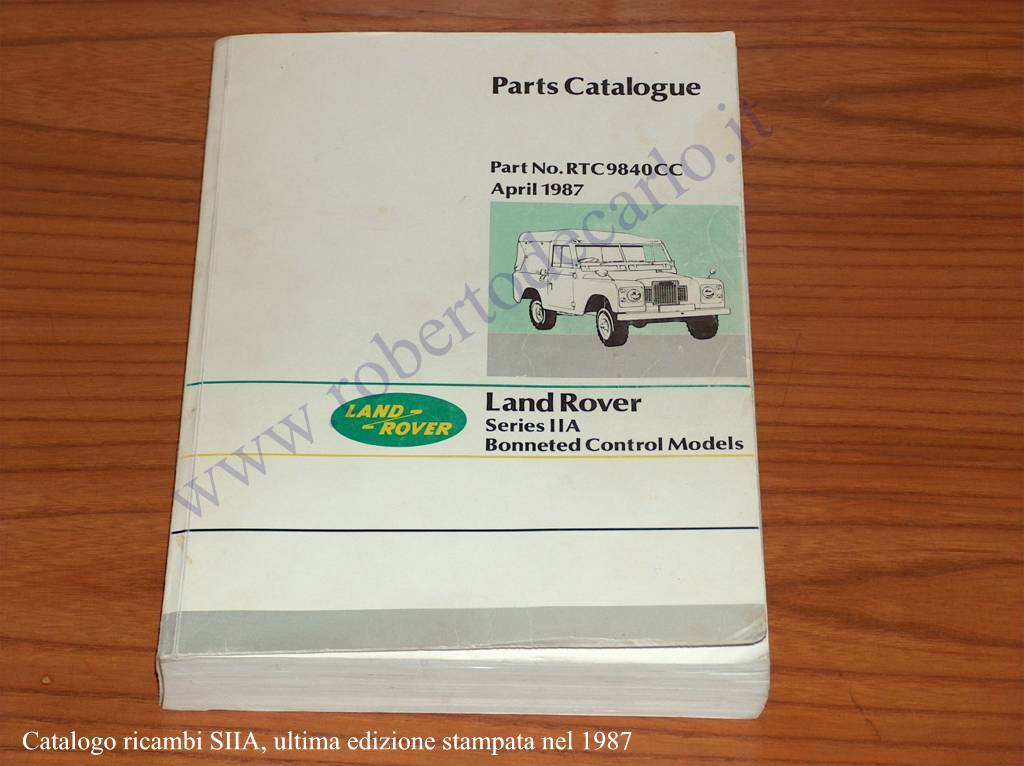 Parts Catalogue
Part No. RTC9840CC
April 1987
LAND
ROVER
Land Rover
Series IIA
Bonneted Control Models
www.robertodecarlo.it
Catalogo ricambi SIIA, ultima edizione stampata nel 1987